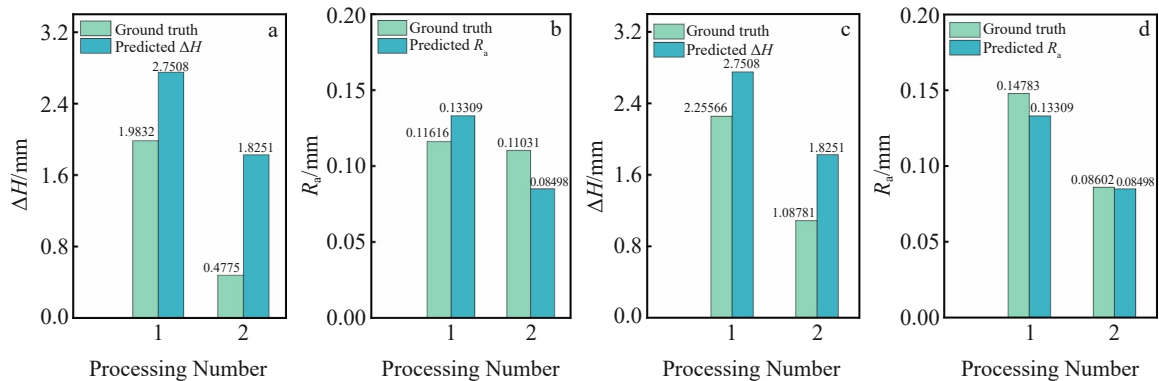 Ground truth
Predicted ΔH
a
3.2
2.4
1.6
0.8
0.0
ΔH/mm
2.7508
1.9832
1.8251
0.4775
1 2
Processing Number
Ground truth
Predicted Ra
b
0.20
0.15
0.10
0.05
0.00
Ra/mm
0.13309
0.11616
0.11031
0.08498
1 2
Processing Number
Ground truth
Predicted ΔH
c
3.2
2.4
1.6
0.8
0.0
ΔH/mm
2.7508
2.25566
1.8251
1.08781
1 2
Processing Number
Ground truth
Predicted Ra
d
0.20
0.15
0.10
0.05
0.00
Ra/mm
0.14783
0.13309
0.08602
0.08498
1 2
Processing Number